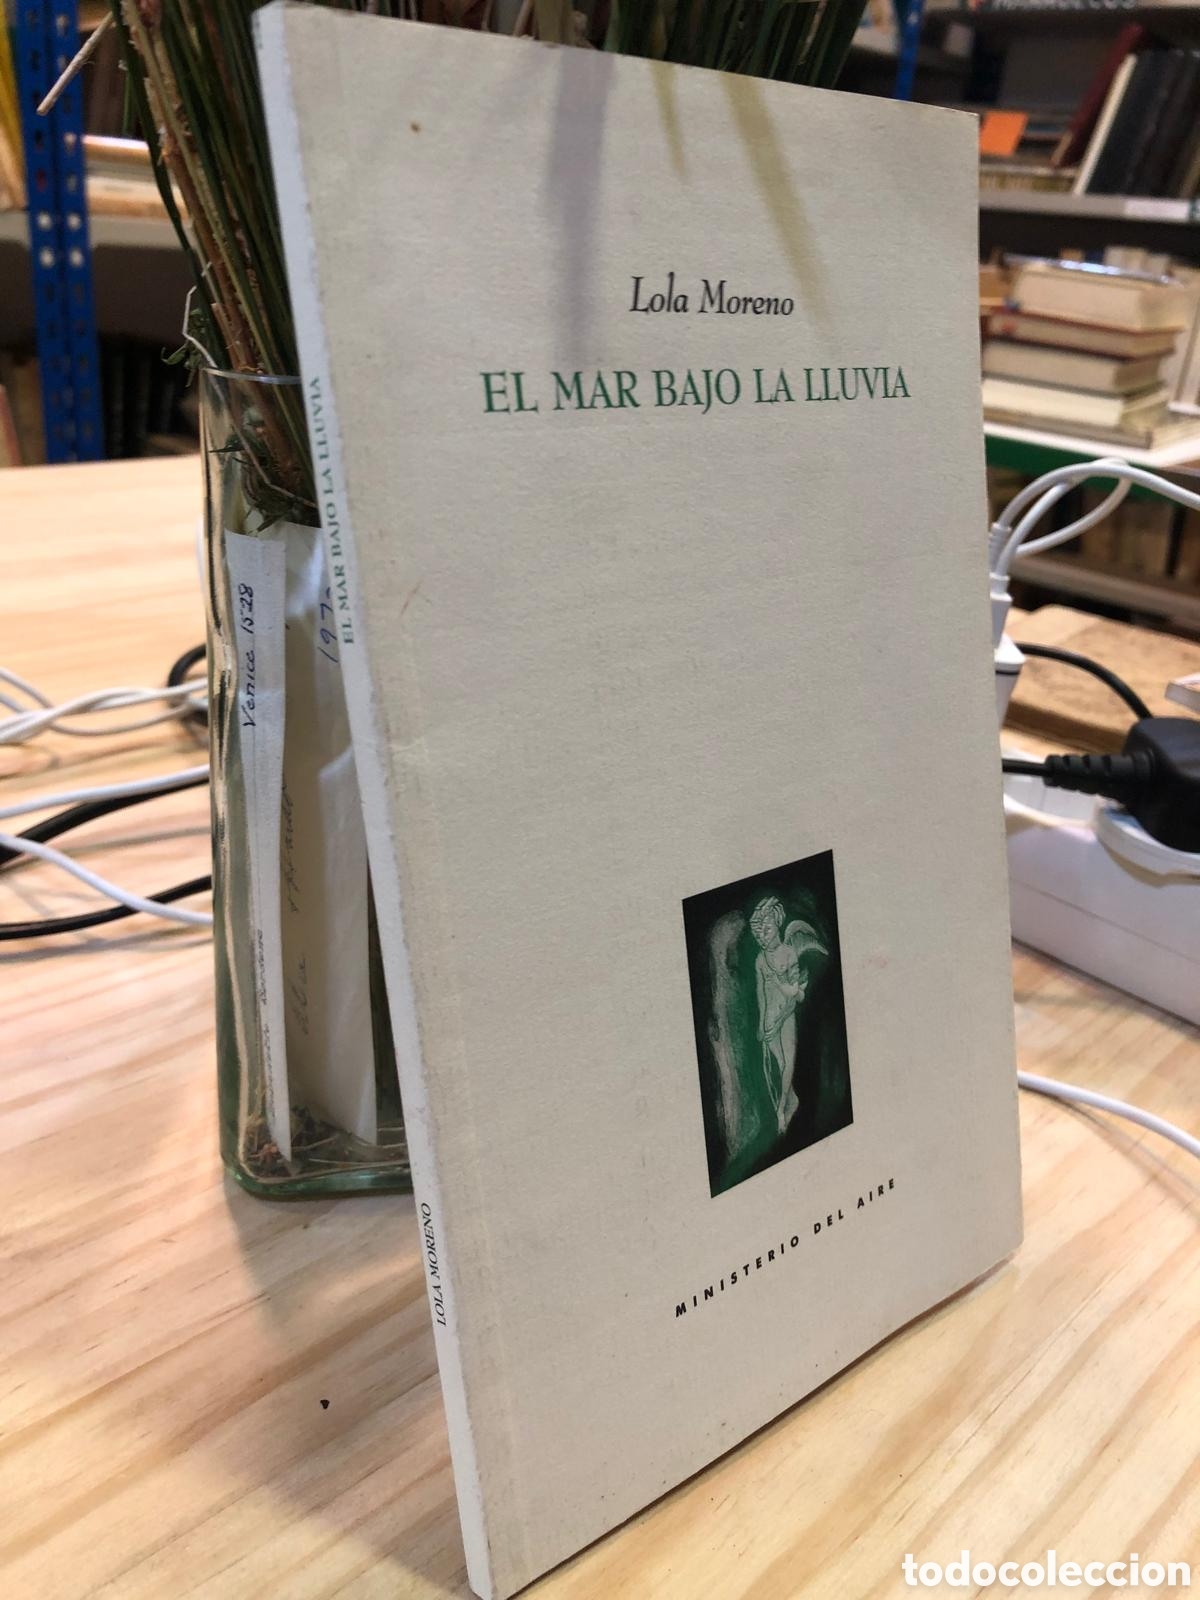 MARRUECOS
Lola Moreno
EL MAR BAJO LA LLUVIA
MINISTERIO DEL AIRE
EL MAR BAJO LA LLUVIA
LOLA MORENO
Venice 1528
todocoleccion